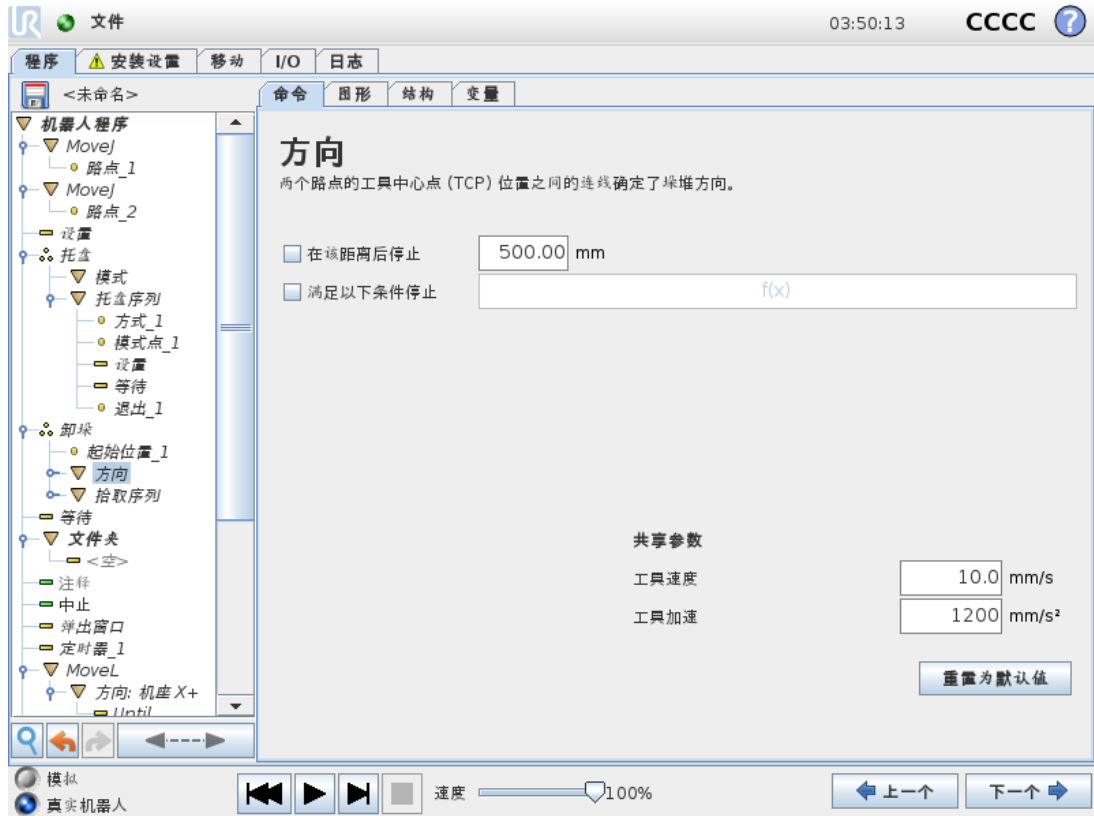 UR 文件 03:50:13 CCCC ?
程序 安装设置 移动 I/O 日志
<未命名> 命令 图形 结构 变量
机器人程序
MoveJ
路点_1
MoveJ
路点_2
设置
托盘
模式
托盘序列
方式_1
模式点_1
设置
等待
退出_1
卸垛
起始位置_1
方向
拾取序列
等待
文件夹
<空>
注释
中止
弹出窗口
定时器_1
MoveL
方向: 机座 X+
Until
方向
两个路点的工具中心点 (TCP) 位置之间的连线确定了垛堆方向。
在该距离后停止 500.00 mm
满足以下条件停止 f(x)
共享参数
工具速度 10.0 mm/s
工具加速 1200 mm/s²
重置为默认值
模拟
真实机器人
速度 100% 上一个 下一个